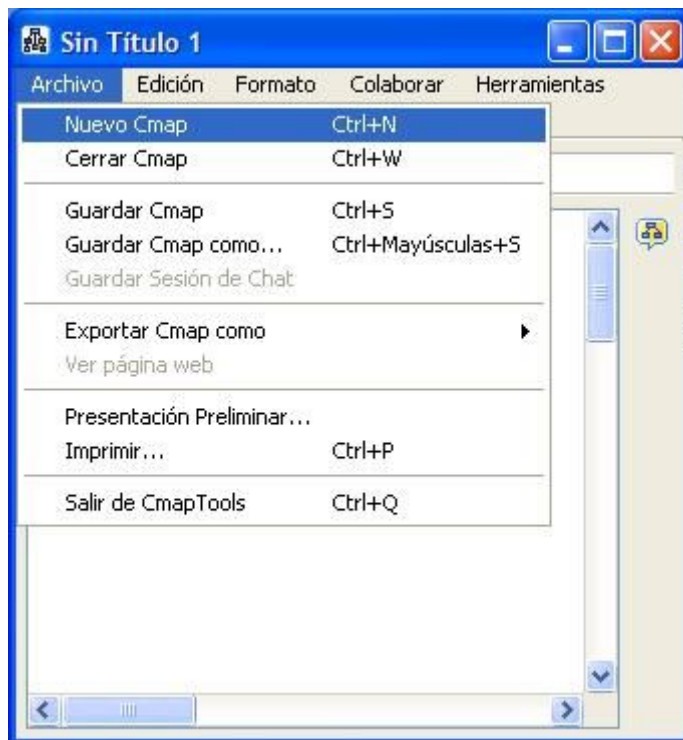 Sin Título 1
Archivo Edición Formato Colaborar Herramientas
Nuevo Cmap Ctrl+N
Cerrar Cmap Ctrl+W
Guardar Cmap Ctrl+S
Guardar Cmap como... Ctrl+Mayúsculas+S
Guardar Sesión de Chat
Exportar Cmap como
Ver página web
Presentación Preliminar...
Imprimir... Ctrl+P
Salir de CmapTools Ctrl+Q